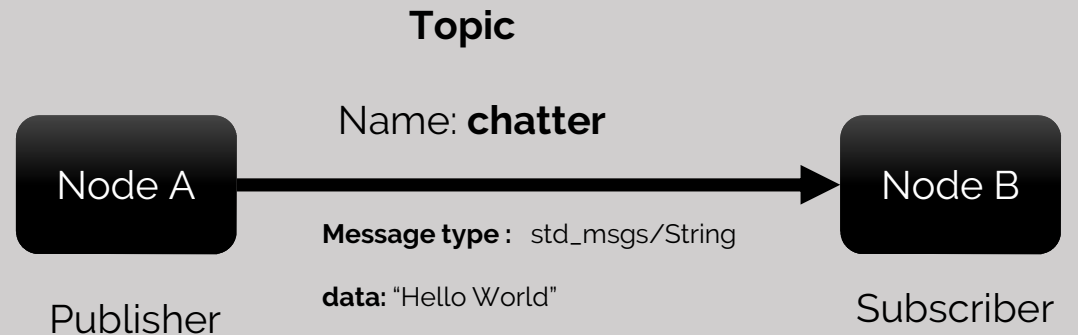 Topic
Name: chatter
Node A
Node B
Message type : std_msgs/String
data: “Hello World”
Publisher
Subscriber